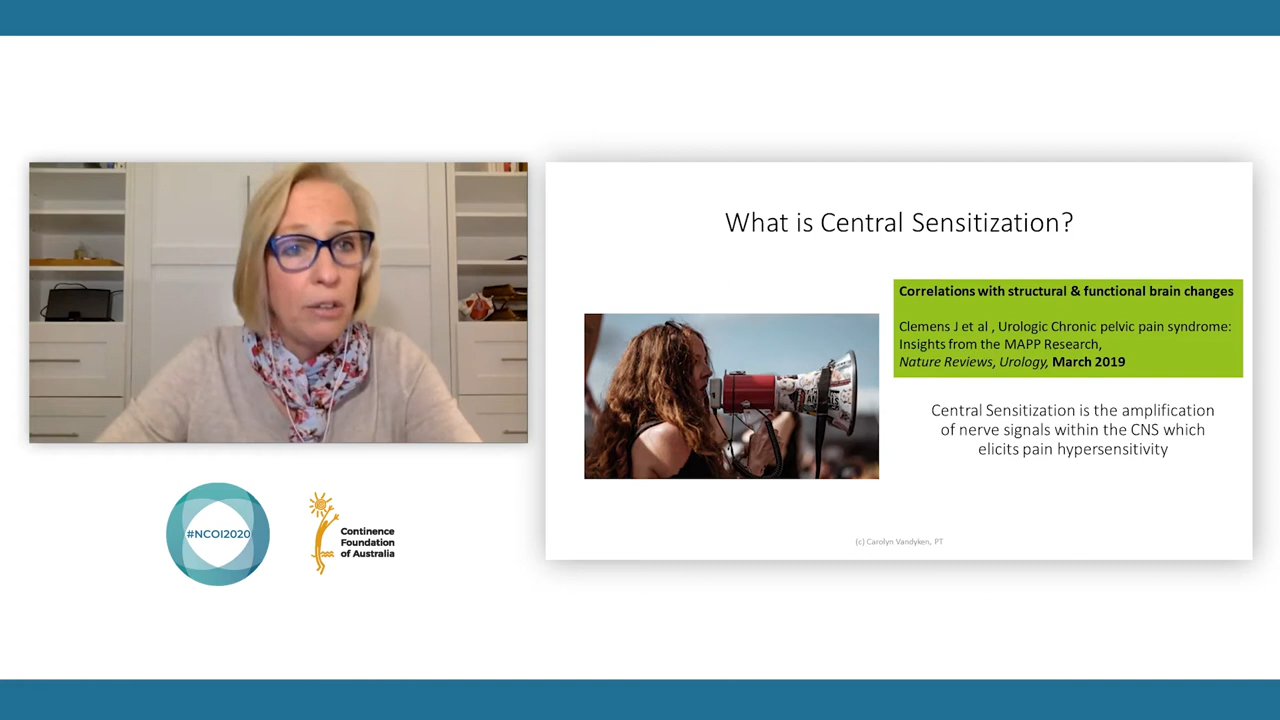 What is Central Sensitization?
Correlations with structural & functional brain changes
Clemens J et al , Urologic Chronic pelvic pain syndrome:
Insights from the MAPP Research,
Nature Reviews, Urology, March 2019
Central Sensitization is the amplification
of nerve signals within the CNS which
elicits pain hypersensitivity
(c) Carolyn Vandyken, PT
#NCOI2020
Continence
Foundation
of Australia